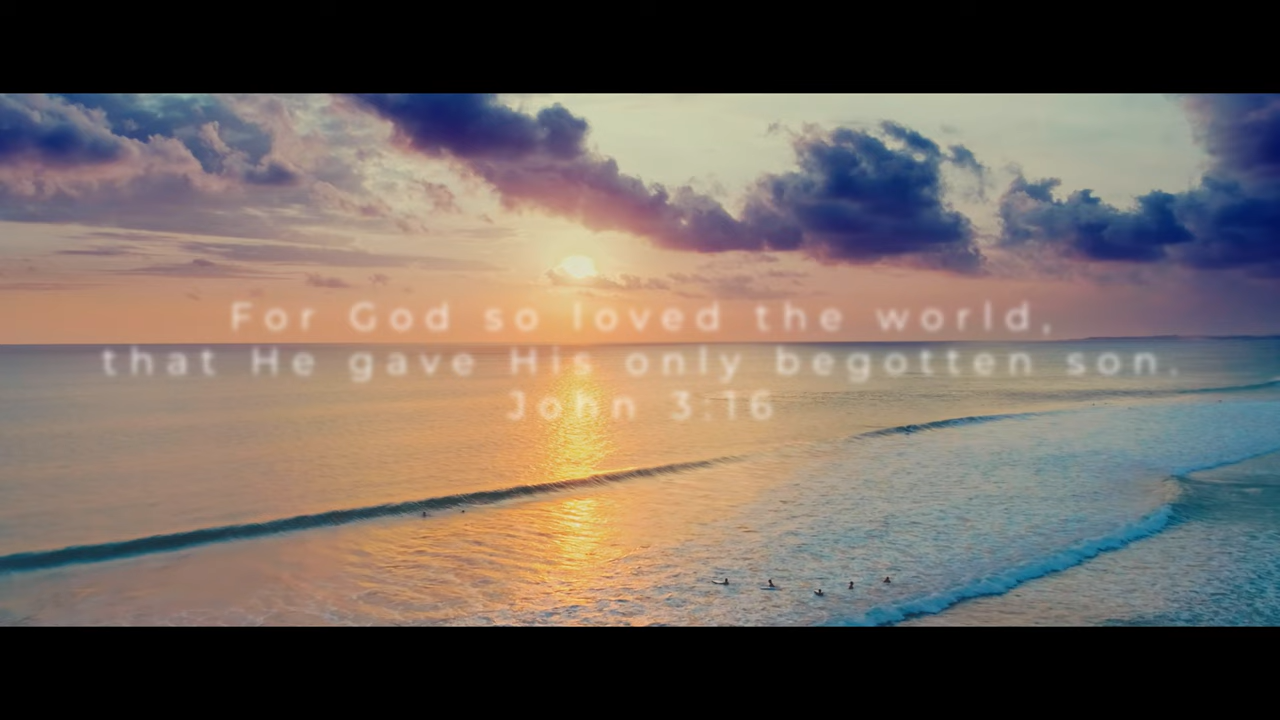 For God so loved the world,
that He gave His only begotten son.
John 3:16